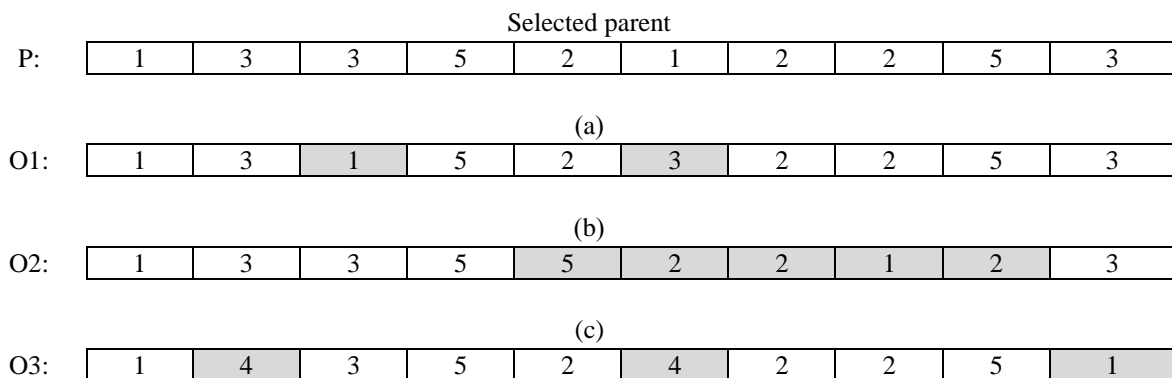 Selected parent
P: 1 3 3 5 2 1 2 2 5 3
(a)
O1: 1 3 1 5 2 3 2 2 5 3
(b)
O2: 1 3 3 5 5 2 2 1 2 3
(c)
O3: 1 4 3 5 2 4 2 2 5 1